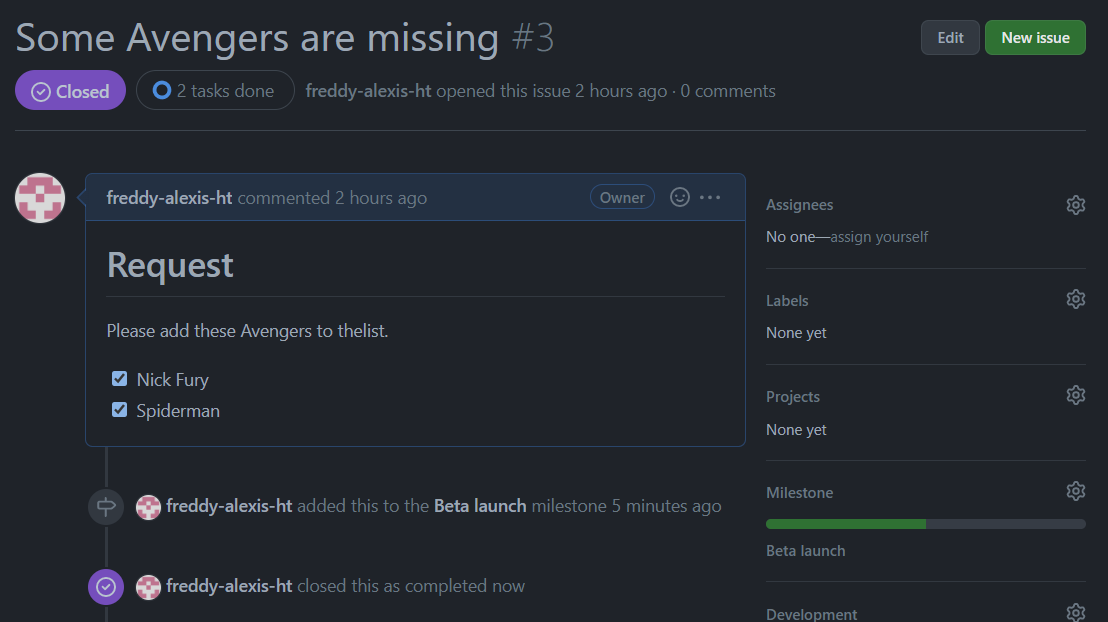 Some Avengers are missing #3
Edit
New issue
Closed
2 tasks done
freddy-alexis-ht opened this issue 2 hours ago · 0 comments
freddy-alexis-ht commented 2 hours ago
Owner
Request
Please add these Avengers to thelist.
Nick Fury
Spiderman
freddy-alexis-ht added this to the Beta launch milestone 5 minutes ago
freddy-alexis-ht closed this as completed now
Assignees
No one—assign yourself
Labels
None yet
Projects
None yet
Milestone
Beta launch
Development